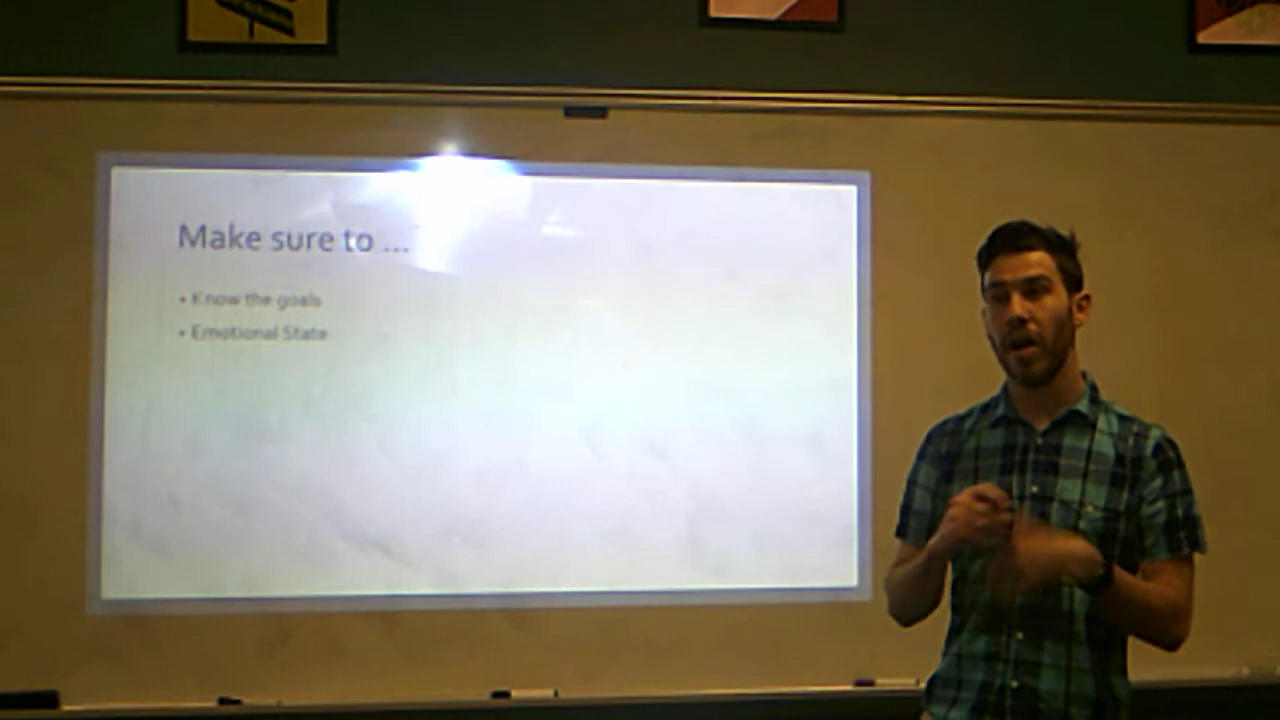 Make sure to ...
• Know the goals
• Emotional State